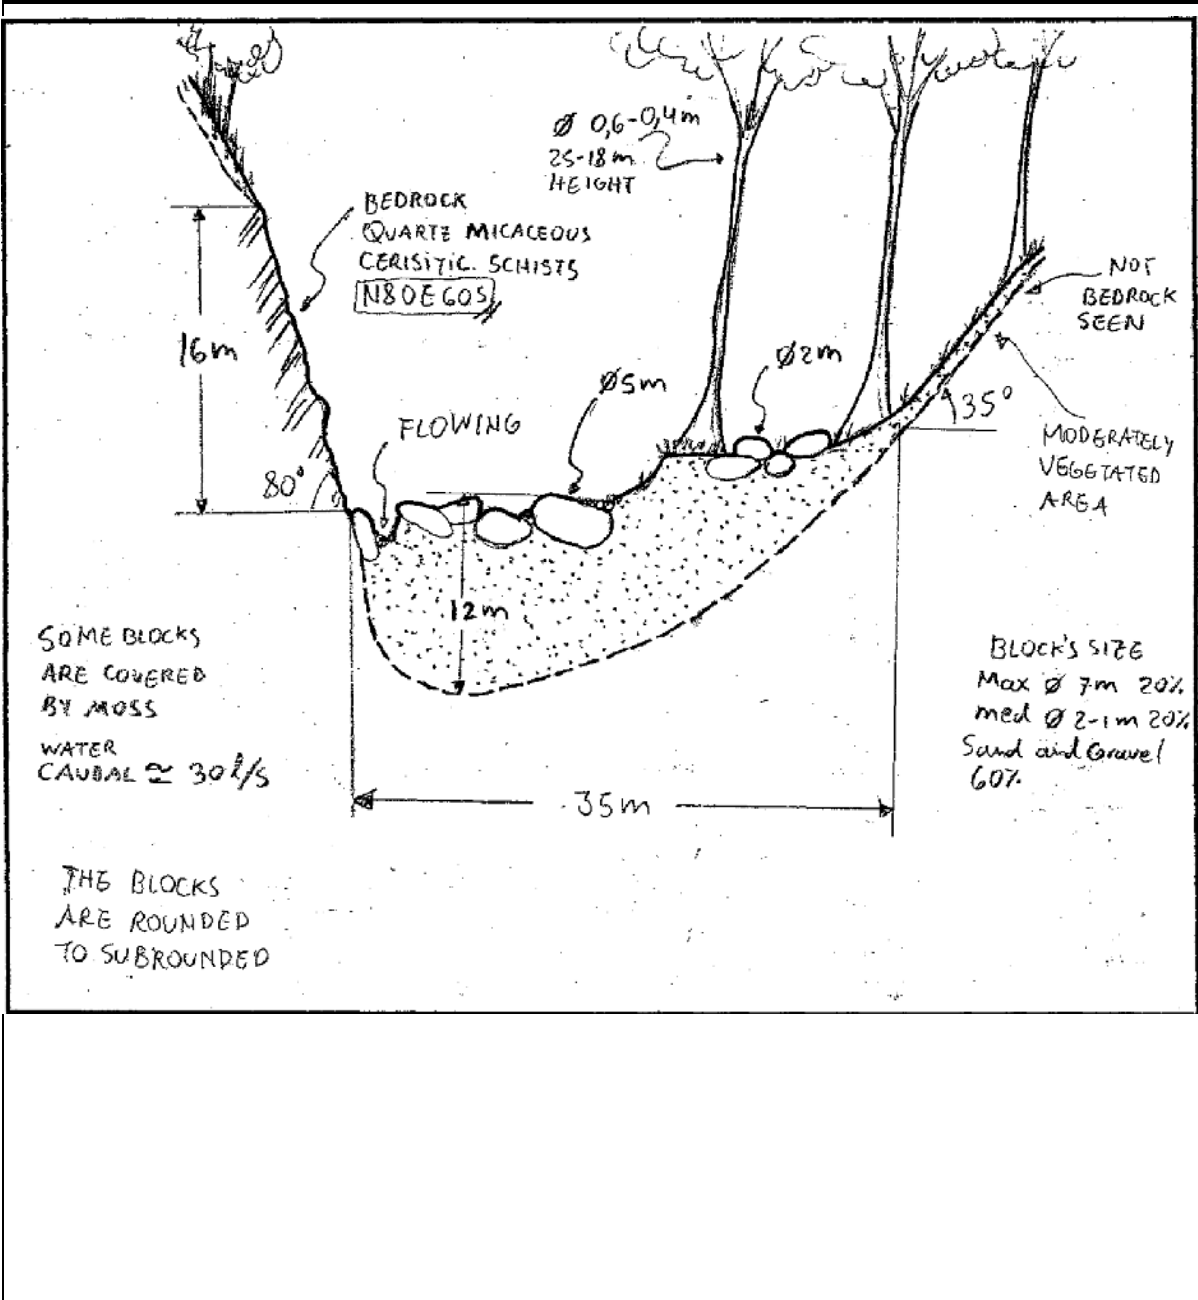 Ø 0,6-0,4m
25-18m
HEIGHT
BEDROCK
QUARTZ MICACEOUS
CERISITIC. SCHISTS
N80E60S
NOT
BEDROCK
SEEN
16m
Ø2m
Ø5m
FLOWING
35°
MODERATELY
VEGETATED
AREA
80°
12m
SOME BLOCKS
ARE COVERED
BY MOSS
WATER
CAUDAL ≃ 30 l/s
BLOCK'S SIZE
Max Ø 7m 20%
med Ø 2-1m 20%
Sand and Gravel
60%
35m
THE BLOCKS
ARE ROUNDED
TO SUBROUNDED